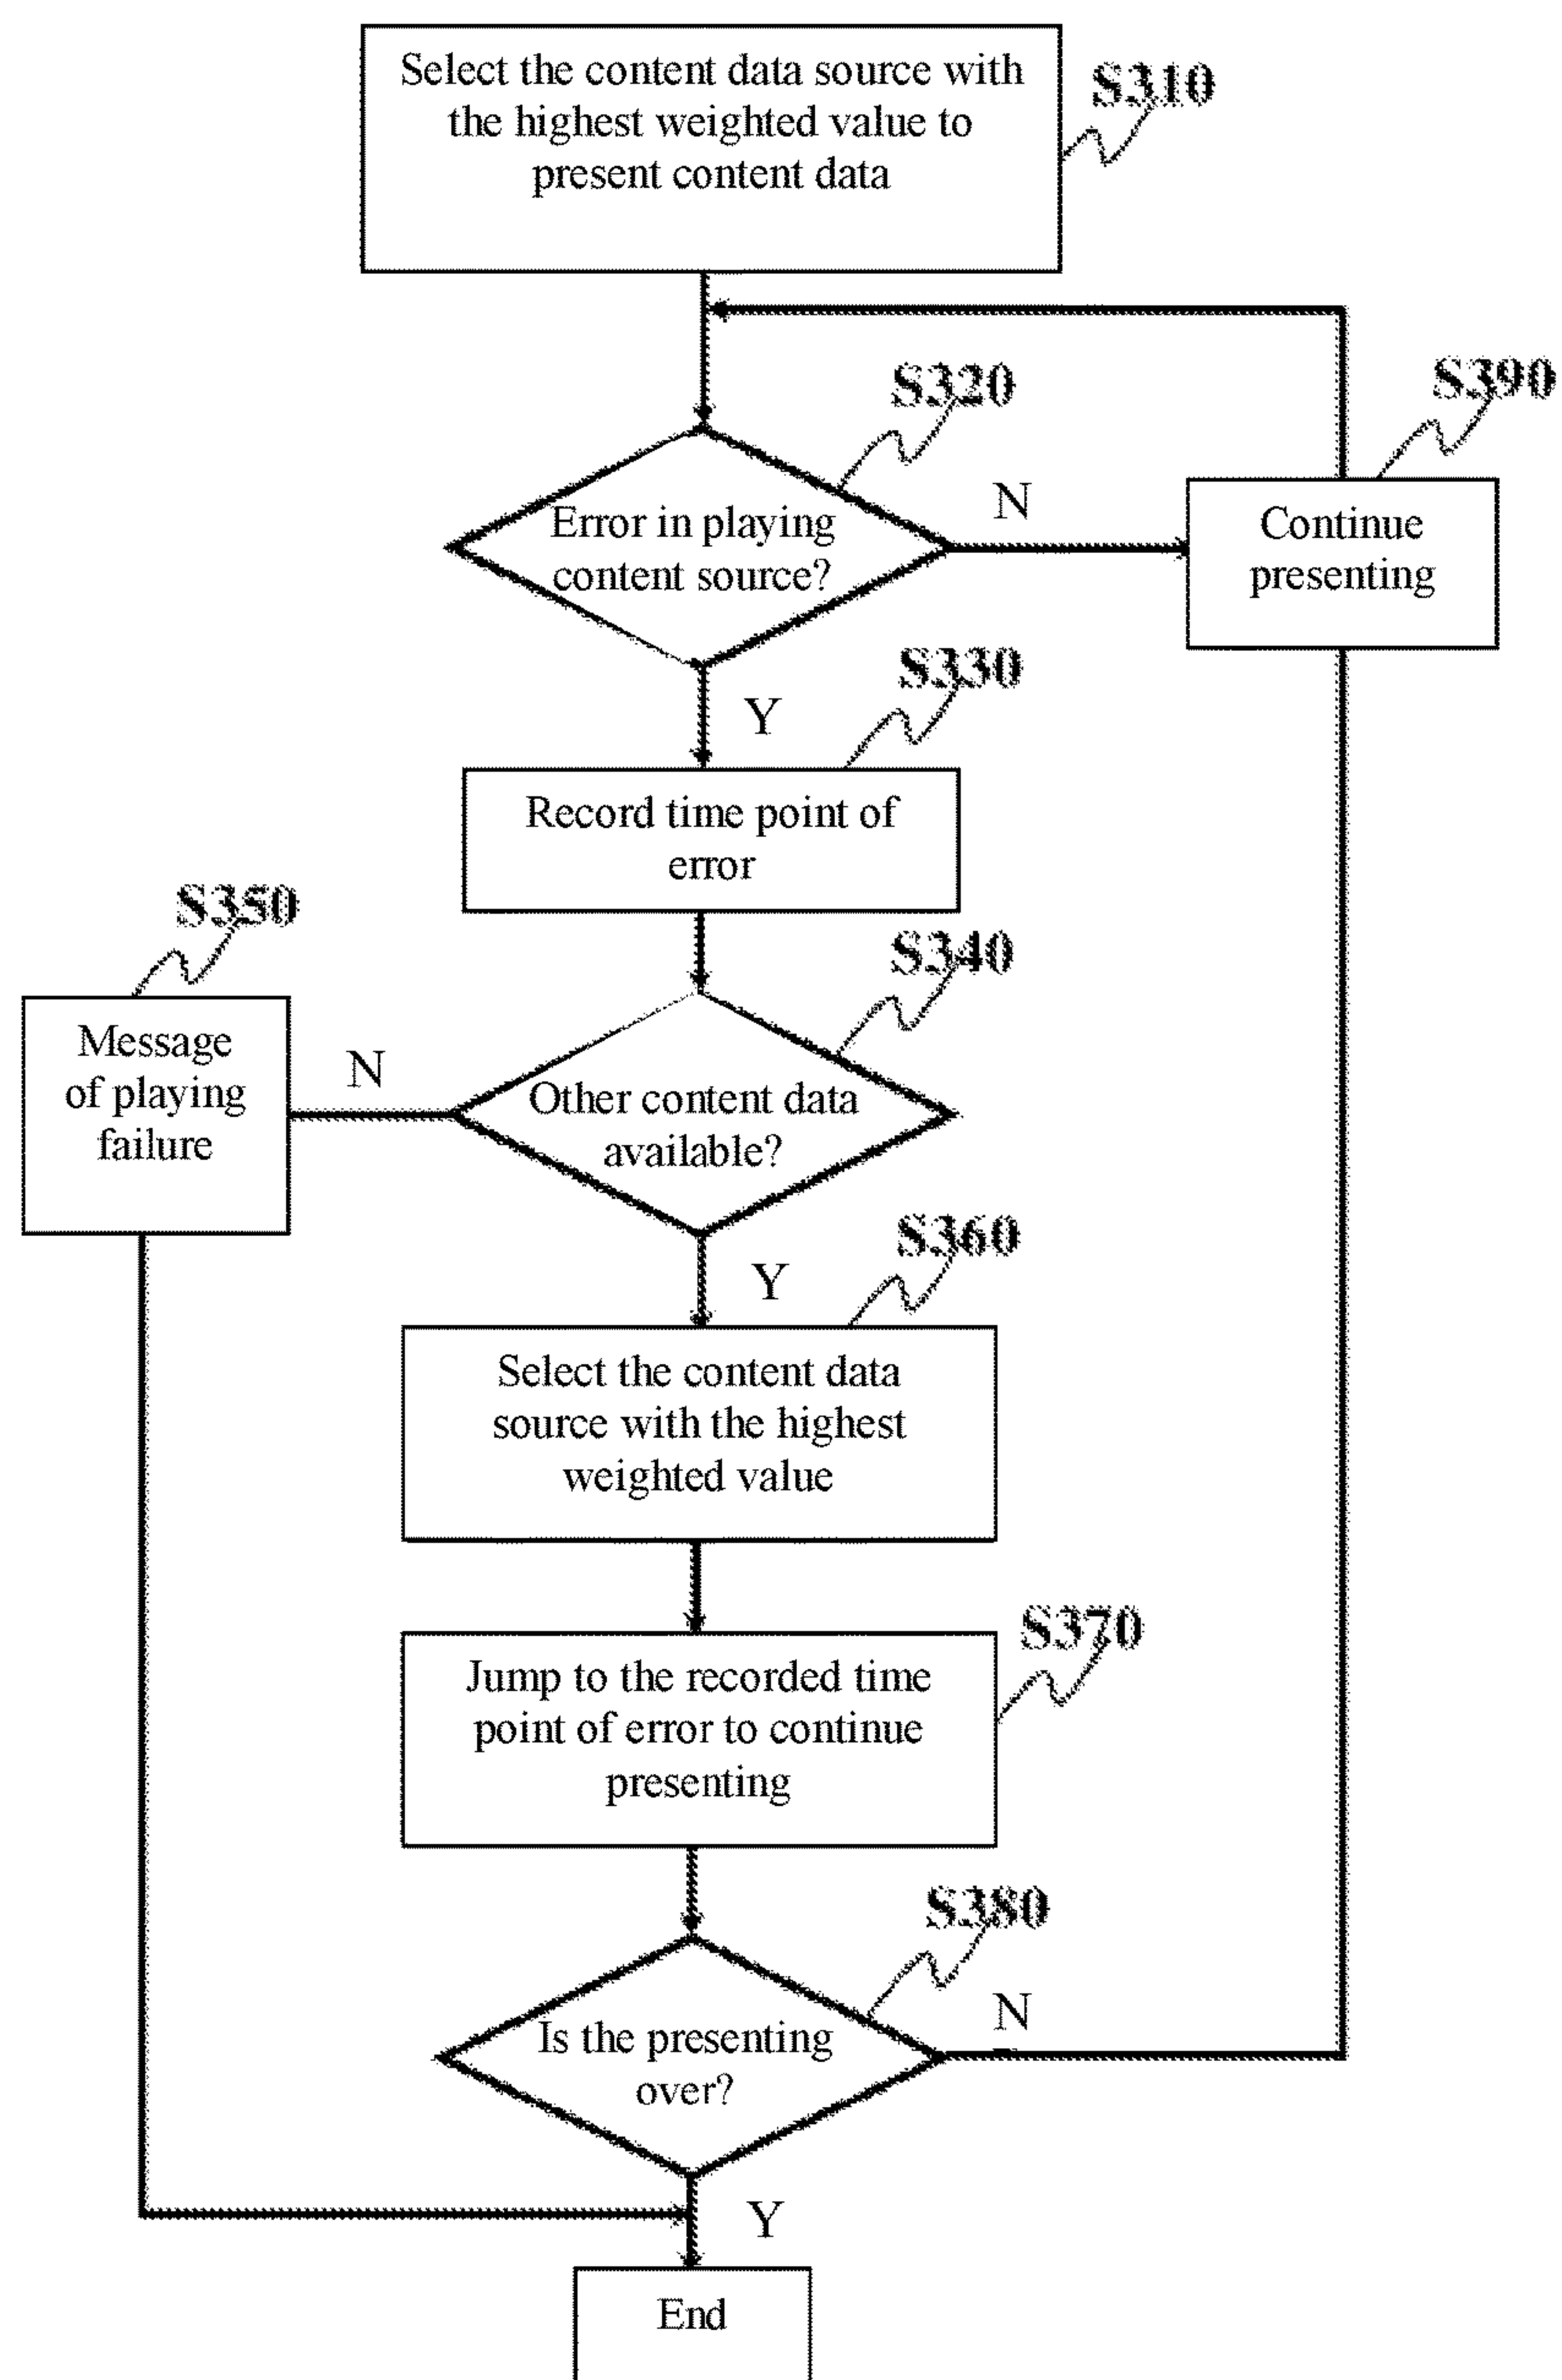 Select the content data source with
the highest weighted value to
present content data
S310
S320
S390
Error in playing
content source?
N
Continue
presenting
Y
S330
Record time point of
error
S350
S340
Message
of playing
failure
N
Other content data
available?
Y
S360
Select the content data
source with the highest
weighted value
S370
Jump to the recorded time
point of error to continue
presenting
S380
Is the presenting
over?
N
Y
End